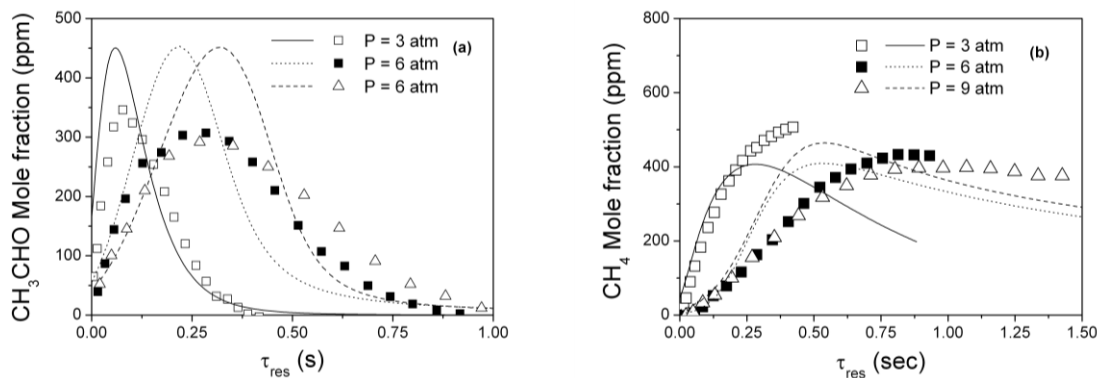 CH3CHO Mole fraction (ppm)
500
400
300
200
100
0
0.00 0.25 0.50 0.75 1.00
τres (s)
P = 3 atm
P = 6 atm
P = 6 atm
(a)
CH4 Mole fraction (ppm)
800
600
400
200
0
0.00 0.25 0.50 0.75 1.00 1.25 1.50
τres (sec)
P = 3 atm
P = 6 atm
P = 9 atm
(b)